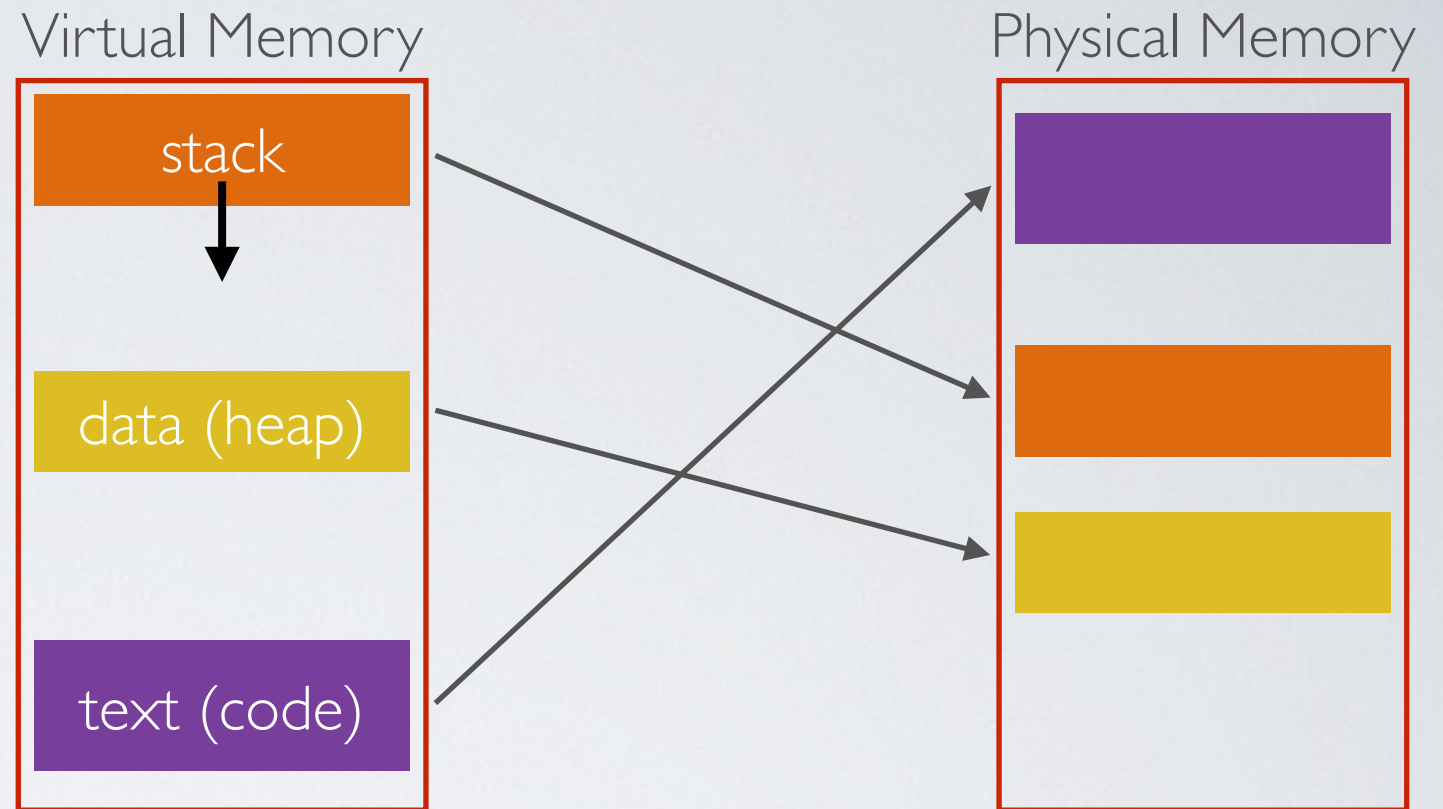 Virtual Memory
Physical Memory
stack
data (heap)
text (code)